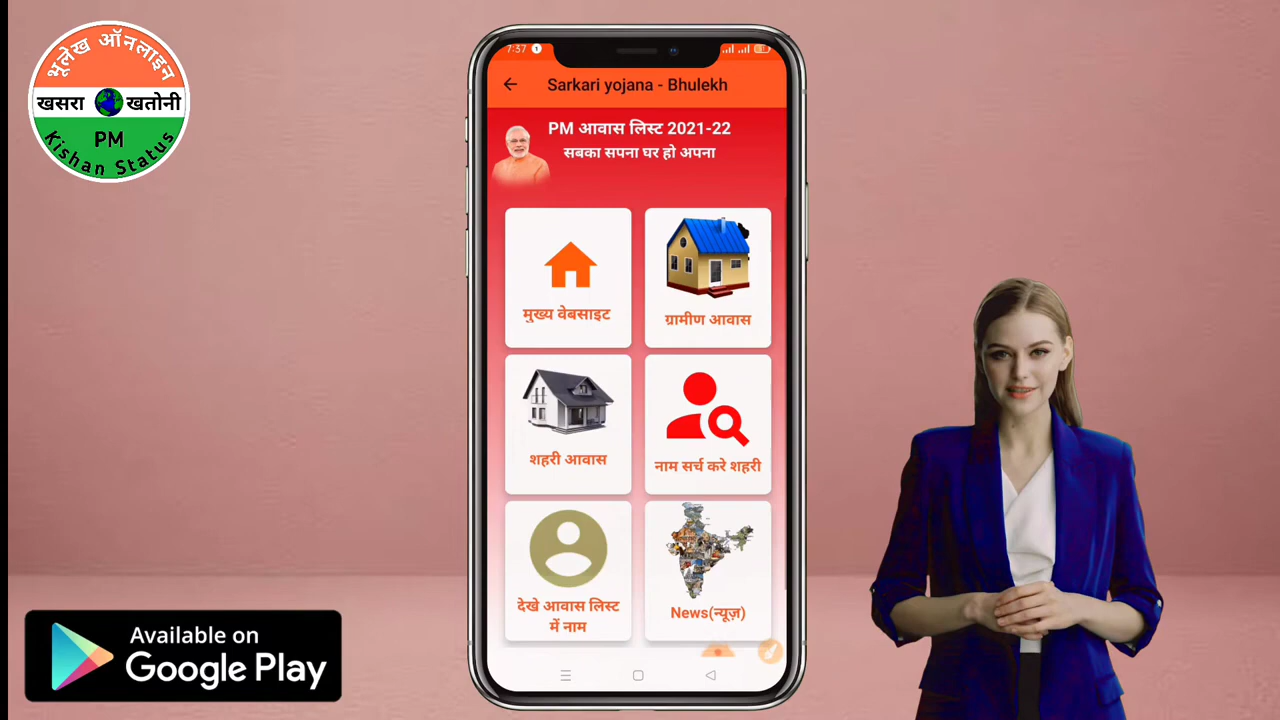 भूलेख ऑनलाइन
खसरा खतोनी
PM
Kishan Status
7:37
1
Sarkari yojana - Bhulekh
PM आवास लिस्ट 2021-22
सबका सपना घर हो अपना
मुख्य वेबसाइट
ग्रामीण आवास
शहरी आवास
नाम सर्च करे शहरी
देखे आवास लिस्ट
में नाम
News(न्यूज़)
Available on
Google Play